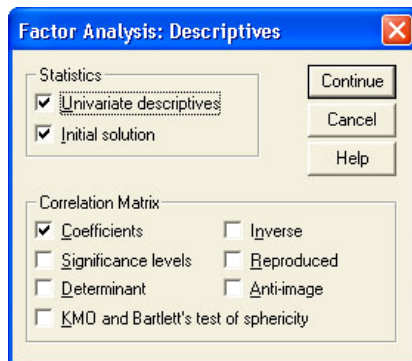 Factor Analysis: Descriptives
Statistics
Univariate descriptives
Initial solution
Continue
Cancel
Help
Correlation Matrix
Coefficients Inverse
Significance levels Reproduced
Determinant Anti-image
KMO and Bartlett's test of sphericity